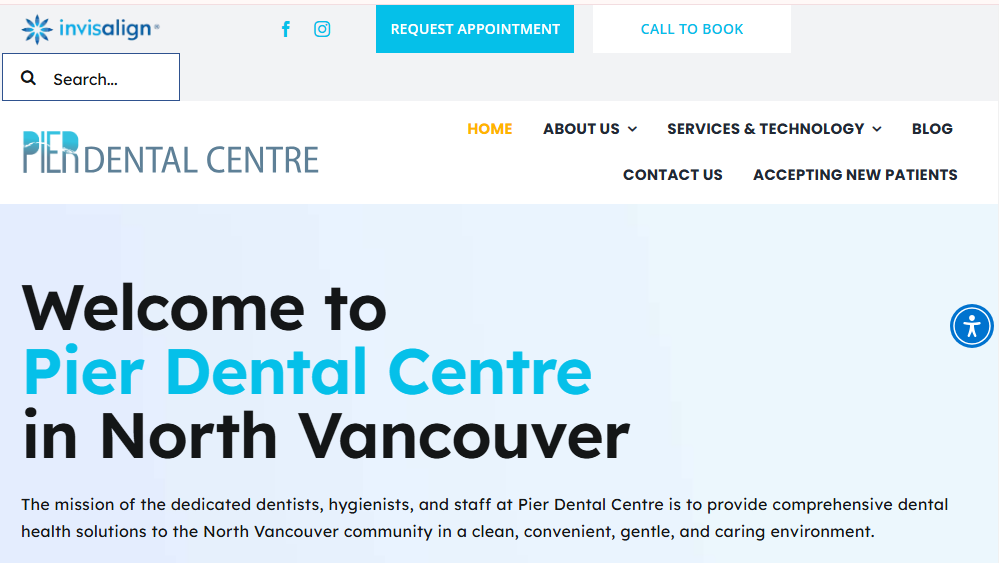 invisalign®
REQUEST APPOINTMENT
CALL TO BOOK
Search...
PIER DENTAL CENTRE
HOME
ABOUT US
SERVICES & TECHNOLOGY
BLOG
CONTACT US
ACCEPTING NEW PATIENTS
Welcome to
Pier Dental Centre
in North Vancouver
The mission of the dedicated dentists, hygienists, and staff at Pier Dental Centre is to provide comprehensive dental
health solutions to the North Vancouver community in a clean, convenient, gentle, and caring environment.